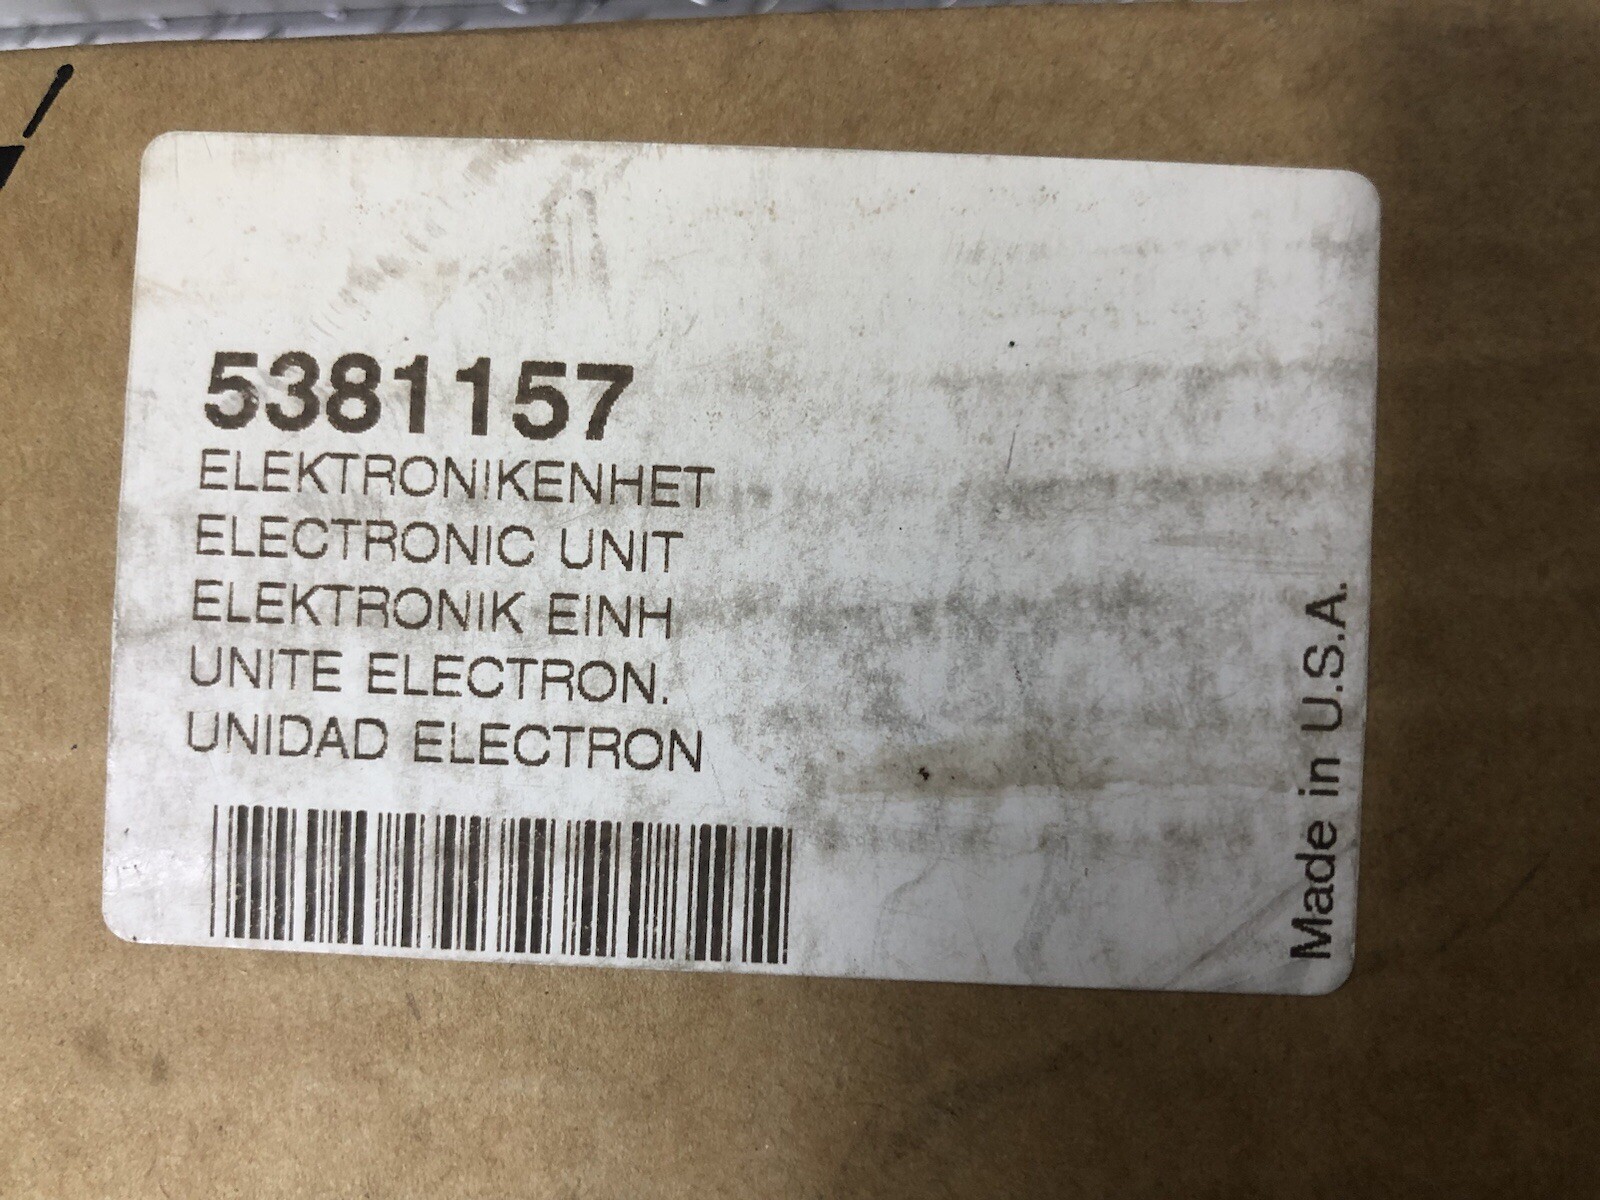 5381157
ELEKTRONIKENHET
ELECTRONIC UNIT
ELEKTRONIK EINH
UNITE ELECTRON.
UNIDAD ELECTRON
Made in U.S.A.